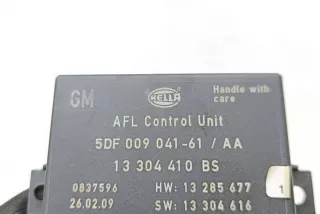 GM HELLA Handle with care
AFL Control Unit
5DF 009 041-61 / AA
13 304 410 BS
0837596 HW: 13 285 677
26.02.09 SW: 13 304 616
1